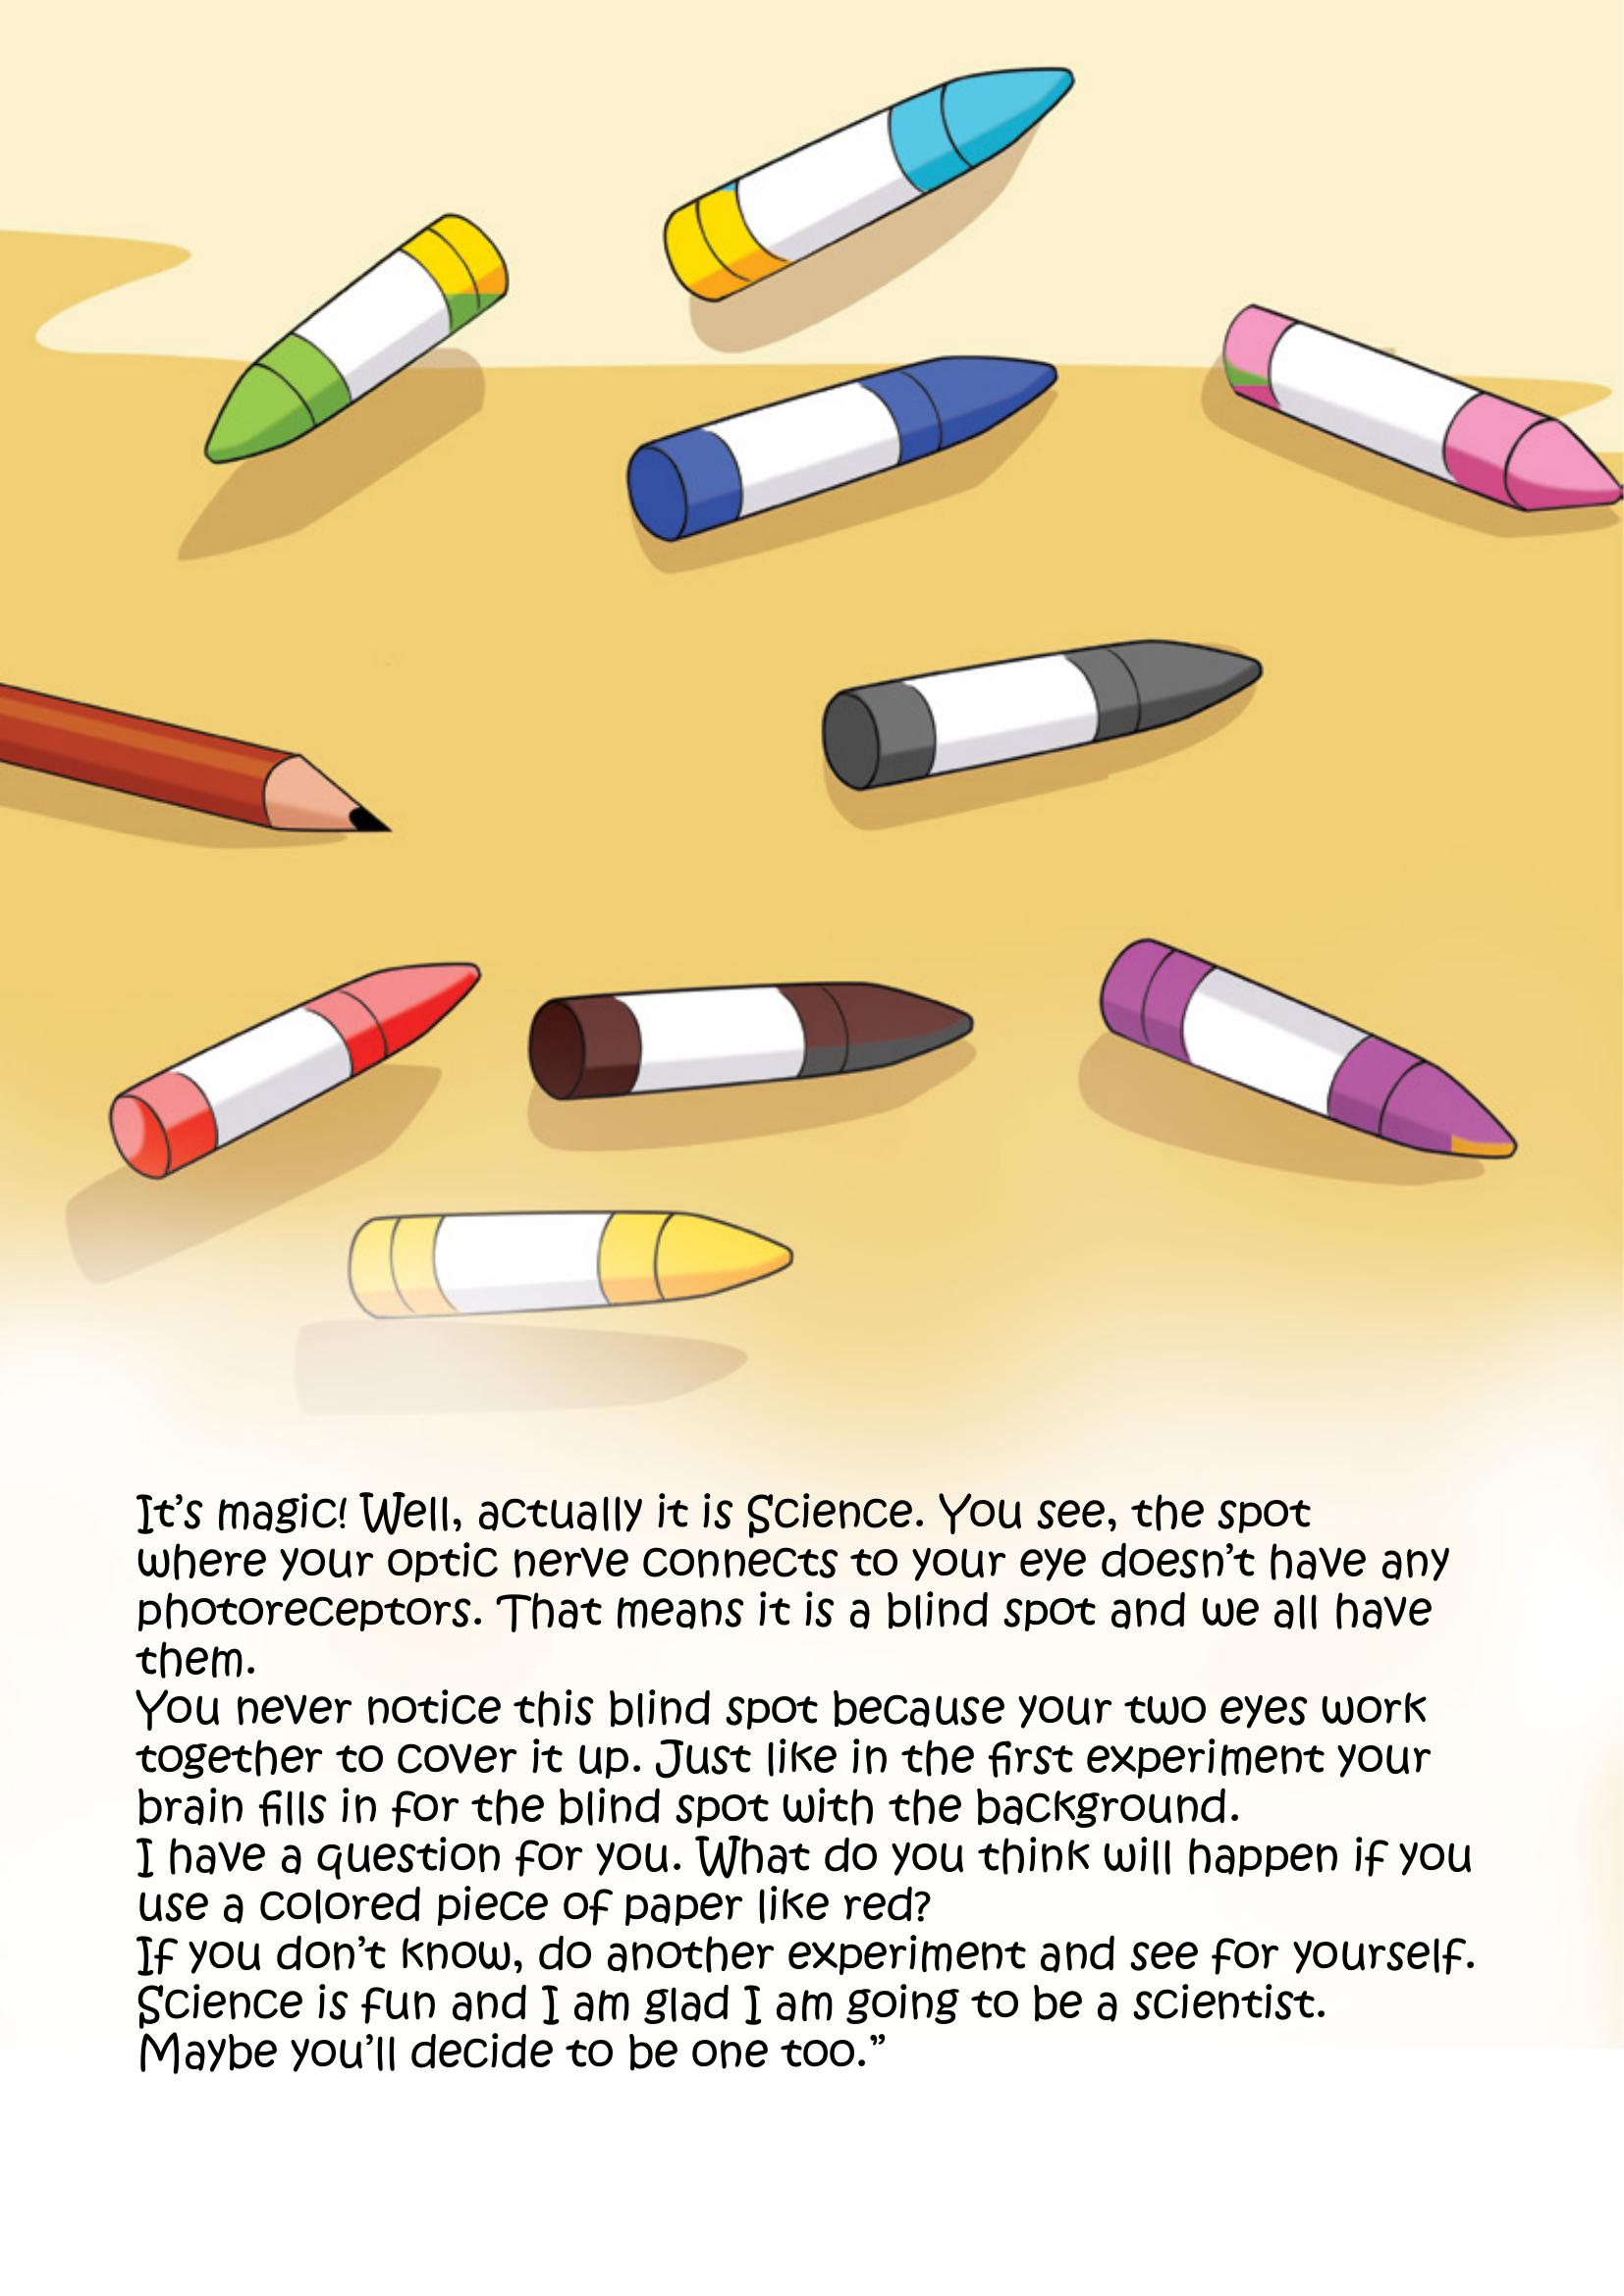 It’s magic! Well, actually it is Science. You see, the spot
where your optic nerve connects to your eye doesn’t have any
photoreceptors. That means it is a blind spot and we all have
them.
You never notice this blind spot because your two eyes work
together to cover it up. Just like in the first experiment your
brain fills in for the blind spot with the background.
I have a question for you. What do you think will happen if you
use a colored piece of paper like red?
If you don’t know, do another experiment and see for yourself.
Science is fun and I am glad I am going to be a scientist.
Maybe you’ll decide to be one too.”